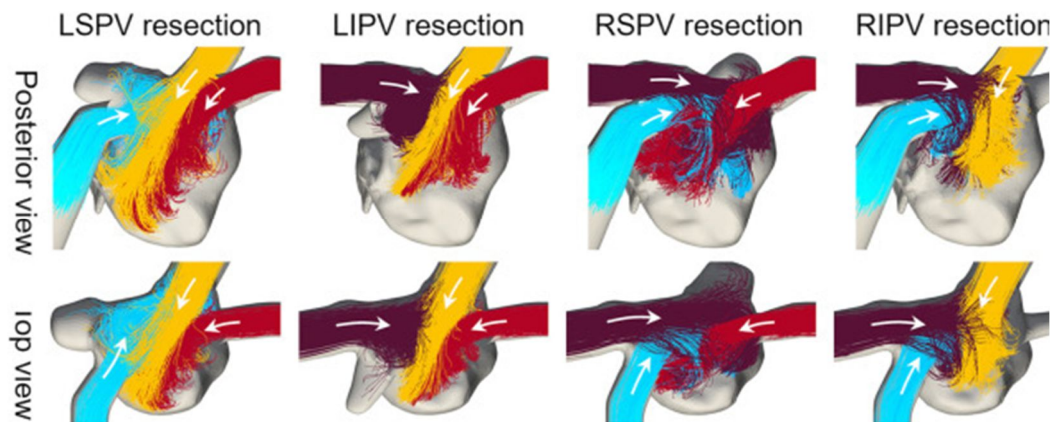 LSPV resection
LIPV resection
RSPV resection
RIPV resection
Posterior view
Top view